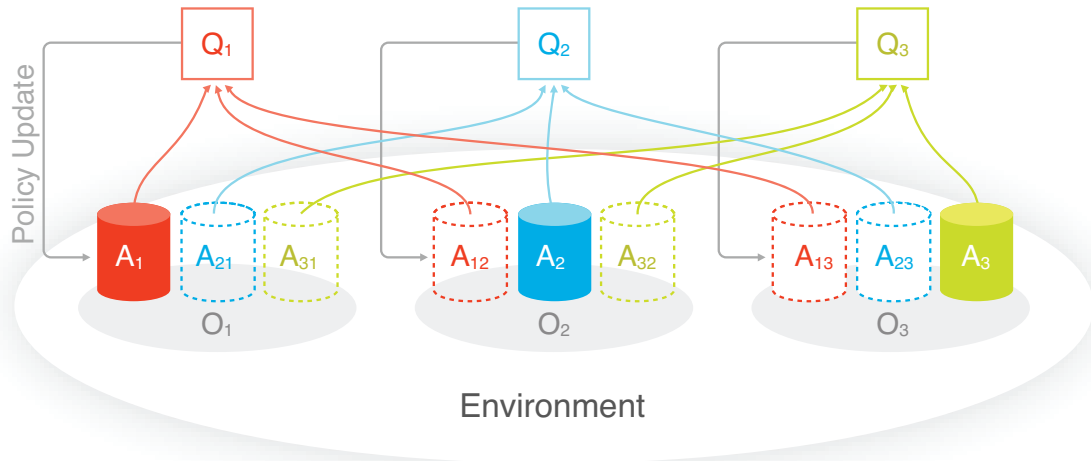 Q₁
Q₂
Q₃
Policy Update
A₁
A₂₁
A₃₁
A₁₂
A₂
A₃₂
A₁₃
A₂₃
A₃
O₁
O₂
O₃
Environment